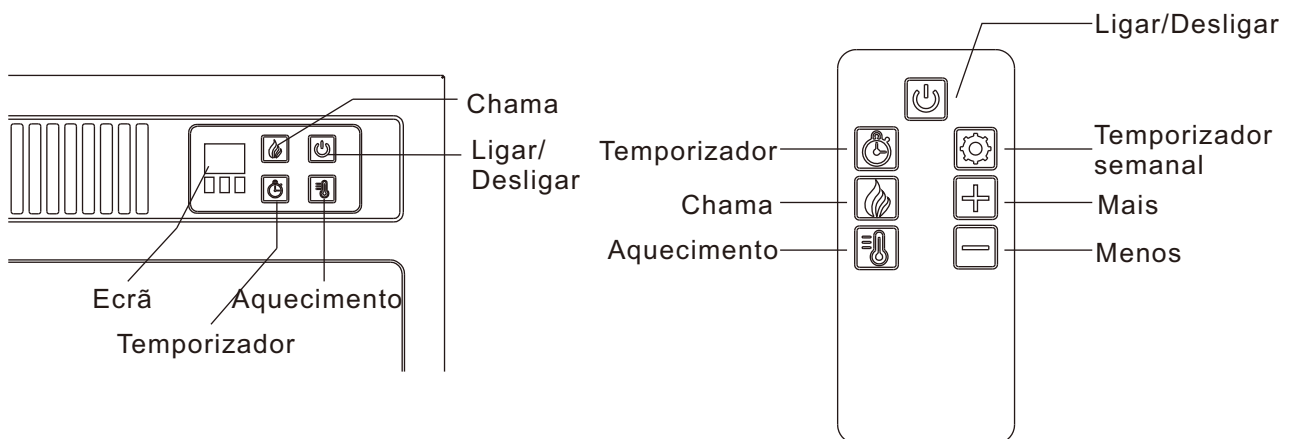 Chama
Ligar/
Desligar
Ecrã
Aquecimento
Temporizador
Ligar/Desligar
Temporizador
Temporizador
semanal
Chama
Mais
Aquecimento
Menos